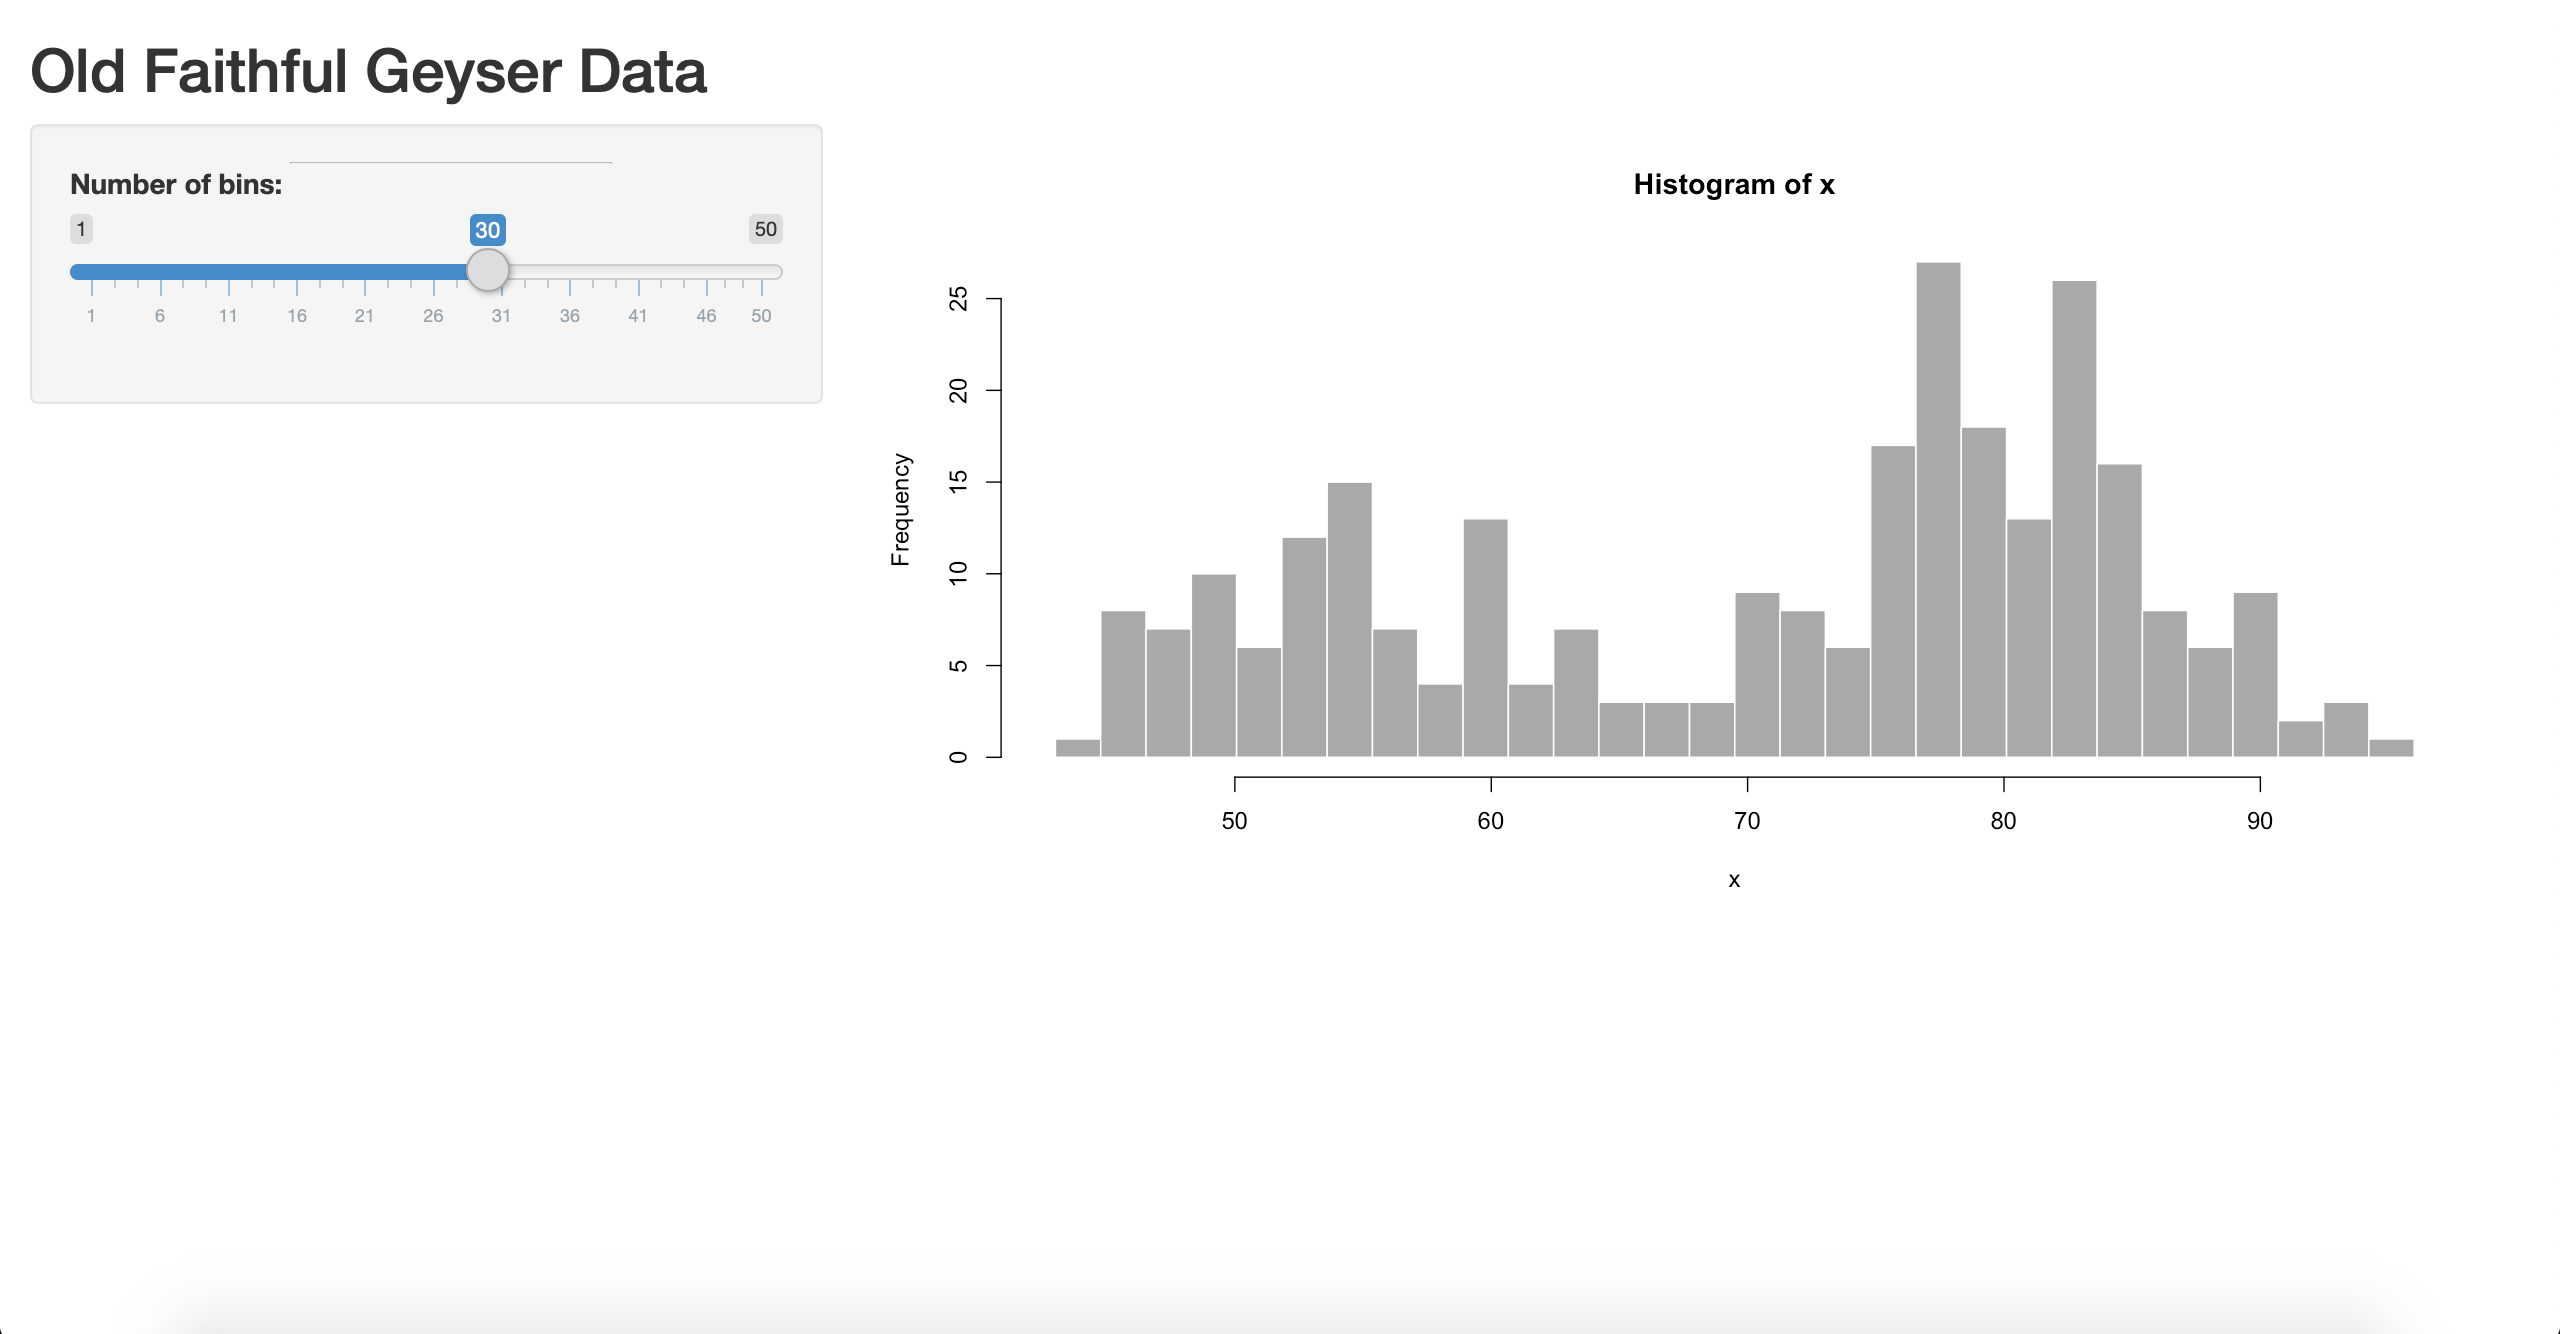 Old Faithful Geyser Data
Number of bins:
1 30 50
1 6 11 16 21 26 31 36 41 46 50
Histogram of x
Frequency
25
20
15
10
5
0
50 60 70 80 90
x